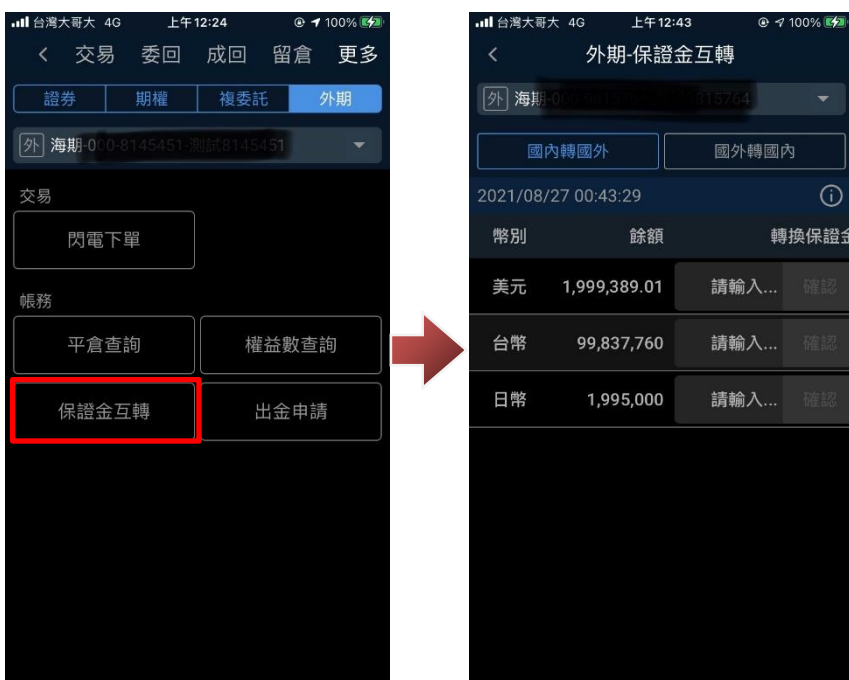 台灣大哥大 4G 上午12:24 100%
交易 委回 成回 留倉 更多
證券 期權 複委託 外期
外 海期-000-8145451-測試8145451
交易
閃電下單
帳務
平倉查詢 權益數查詢
保證金互轉 出金申請
台灣大哥大 4G 上午12:43 100%
外期-保證金互轉
外 海期
國內轉國外 國外轉國內
2021/08/27 00:43:29
幣別 餘額 轉換保證金
美元 1,999,389.01 請輸入... 確認
台幣 99,837,760 請輸入... 確認
日幣 1,995,000 請輸入... 確認